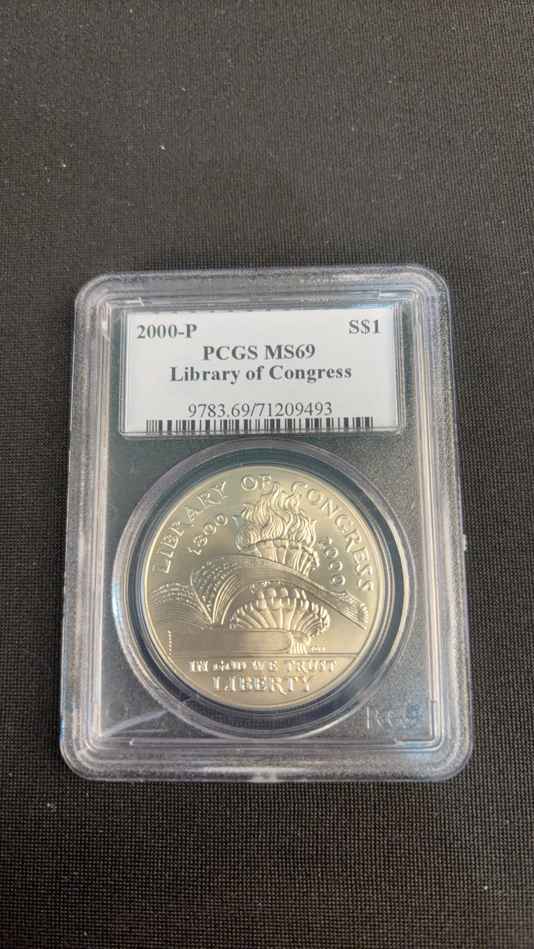 2000-P S$1
PCGS MS69
Library of Congress
9783.69/71209493
LIBRARY OF CONGRESS
1800 2000
IN GOD WE TRUST
LIBERTY